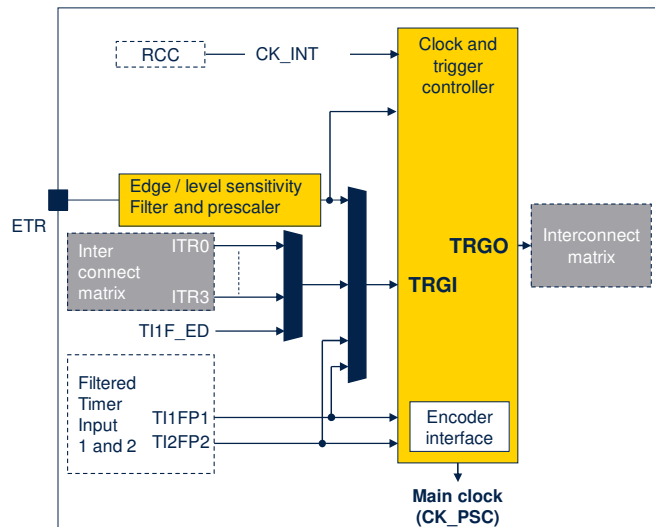 RCC
CK_INT
Clock and
trigger
controller
Edge / level sensitivity
Filter and prescaler
ETR
Inter
connect
matrix
ITR0
ITR3
TI1F_ED
TRGO
TRGI
Interconnect
matrix
Filtered
Timer
Input
1 and 2
TI1FP1
TI2FP2
Encoder
interface
Main clock
(CK_PSC)